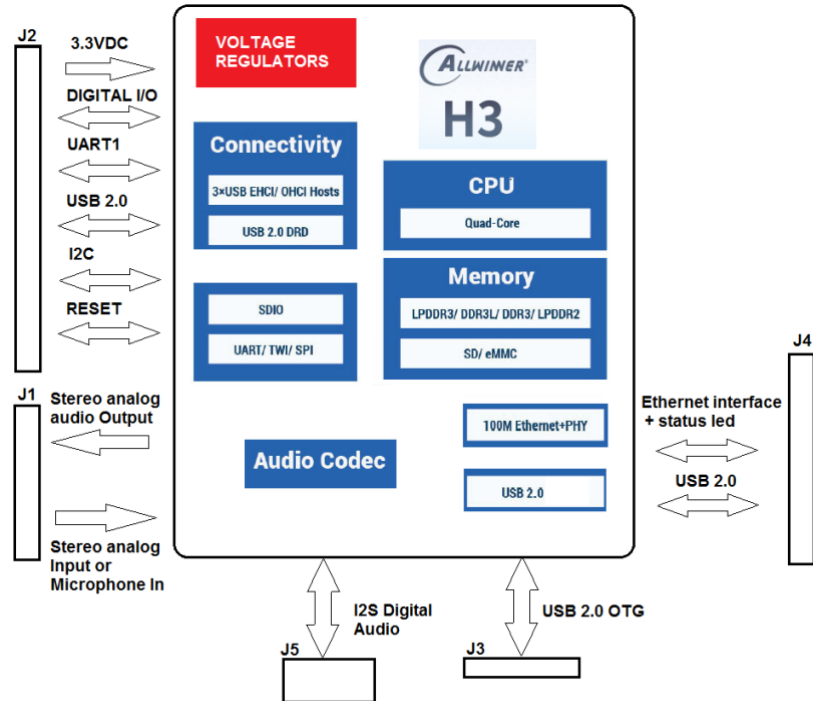 J2
3.3VDC
DIGITAL I/O
UART1
USB 2.0
I2C
RESET
J1
Stereo analog
audio Output
Stereo analog
Input or
Microphone In
VOLTAGE
REGULATORS
ALLWINNER®
H3
Connectivity
3×USB EHCI/ OHCI Hosts
USB 2.0 DRD
SDIO
UART/ TWI/ SPI
CPU
Quad-Core
Memory
LPDDR3/ DDR3L/ DDR3/ LPDDR2
SD/ eMMC
100M Ethernet+PHY
USB 2.0
Audio Codec
J4
Ethernet interface
+ status led
USB 2.0
I2S Digital
Audio
J5
USB 2.0 OTG
J3